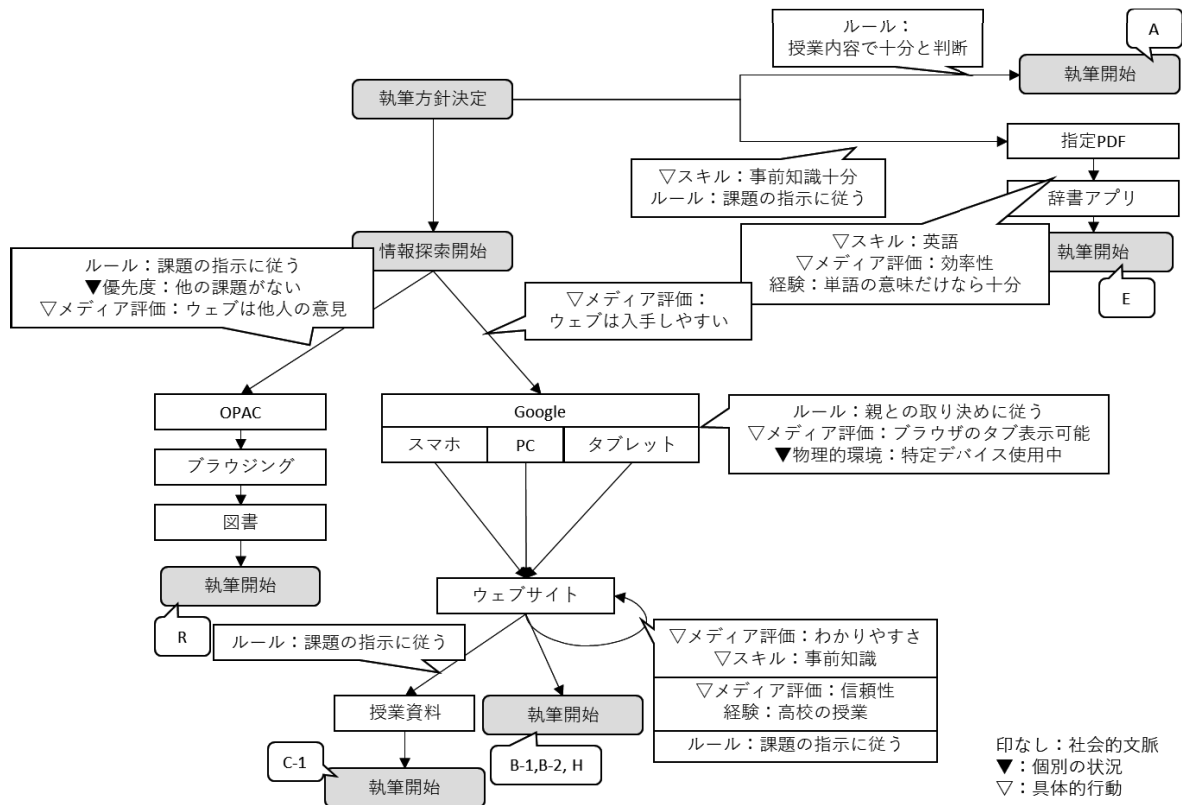 ルール：
授業内容で十分と判断
A
執筆開始
執筆方針決定
指定PDF
▽スキル：事前知識十分
ルール：課題の指示に従う
辞書アプリ
▽スキル：英語
▽メディア評価：効率性
経験：単語の意味だけなら十分
執筆開始
E
情報探索開始
ルール：課題の指示に従う
▼優先度：他の課題がない
▽メディア評価：ウェブは他人の意見
▽メディア評価：
ウェブは入手しやすい
OPAC
ブラウジング
図書
執筆開始
R
Google
スマホ
PC
タブレット
ルール：親との取り決めに従う
▽メディア評価：ブラウザのタブ表示可能
▼物理的環境：特定デバイス使用中
ウェブサイト
ルール：課題の指示に従う
▽メディア評価：わかりやすさ
▽スキル：事前知識
▽メディア評価：信頼性
経験：高校の授業
ルール：課題の指示に従う
授業資料
執筆開始
B-1,B-2, H
C-1
執筆開始
印なし：社会的文脈
▼：個別の状況
▽：具体的行動